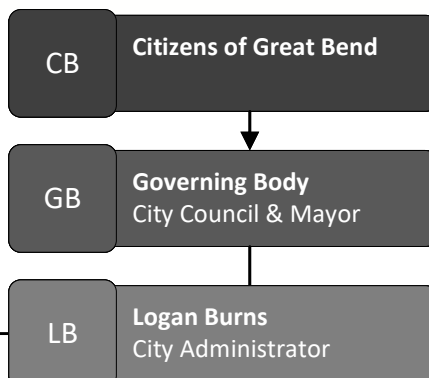 CB
Citizens of Great Bend
GB
Governing Body
City Council & Mayor
LB
Logan Burns
City Administrator